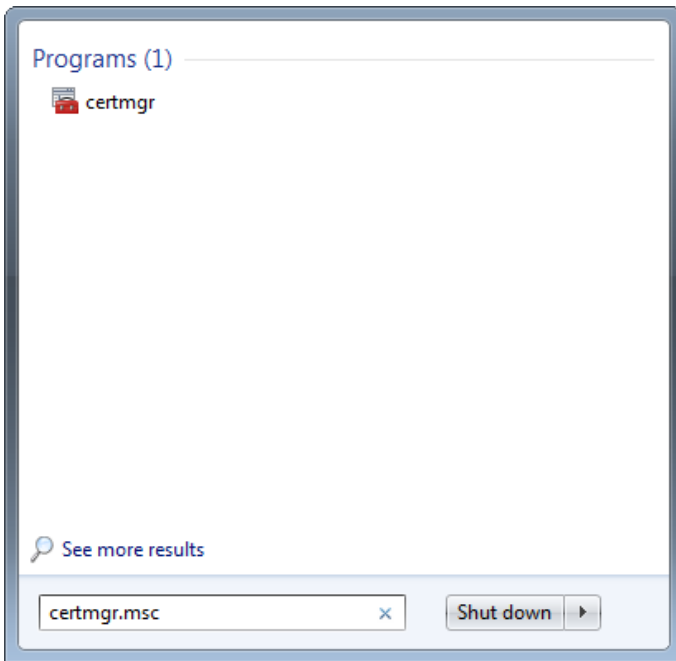 Programs (1)
certmgr
See more results
certmgr.msc
Shut down